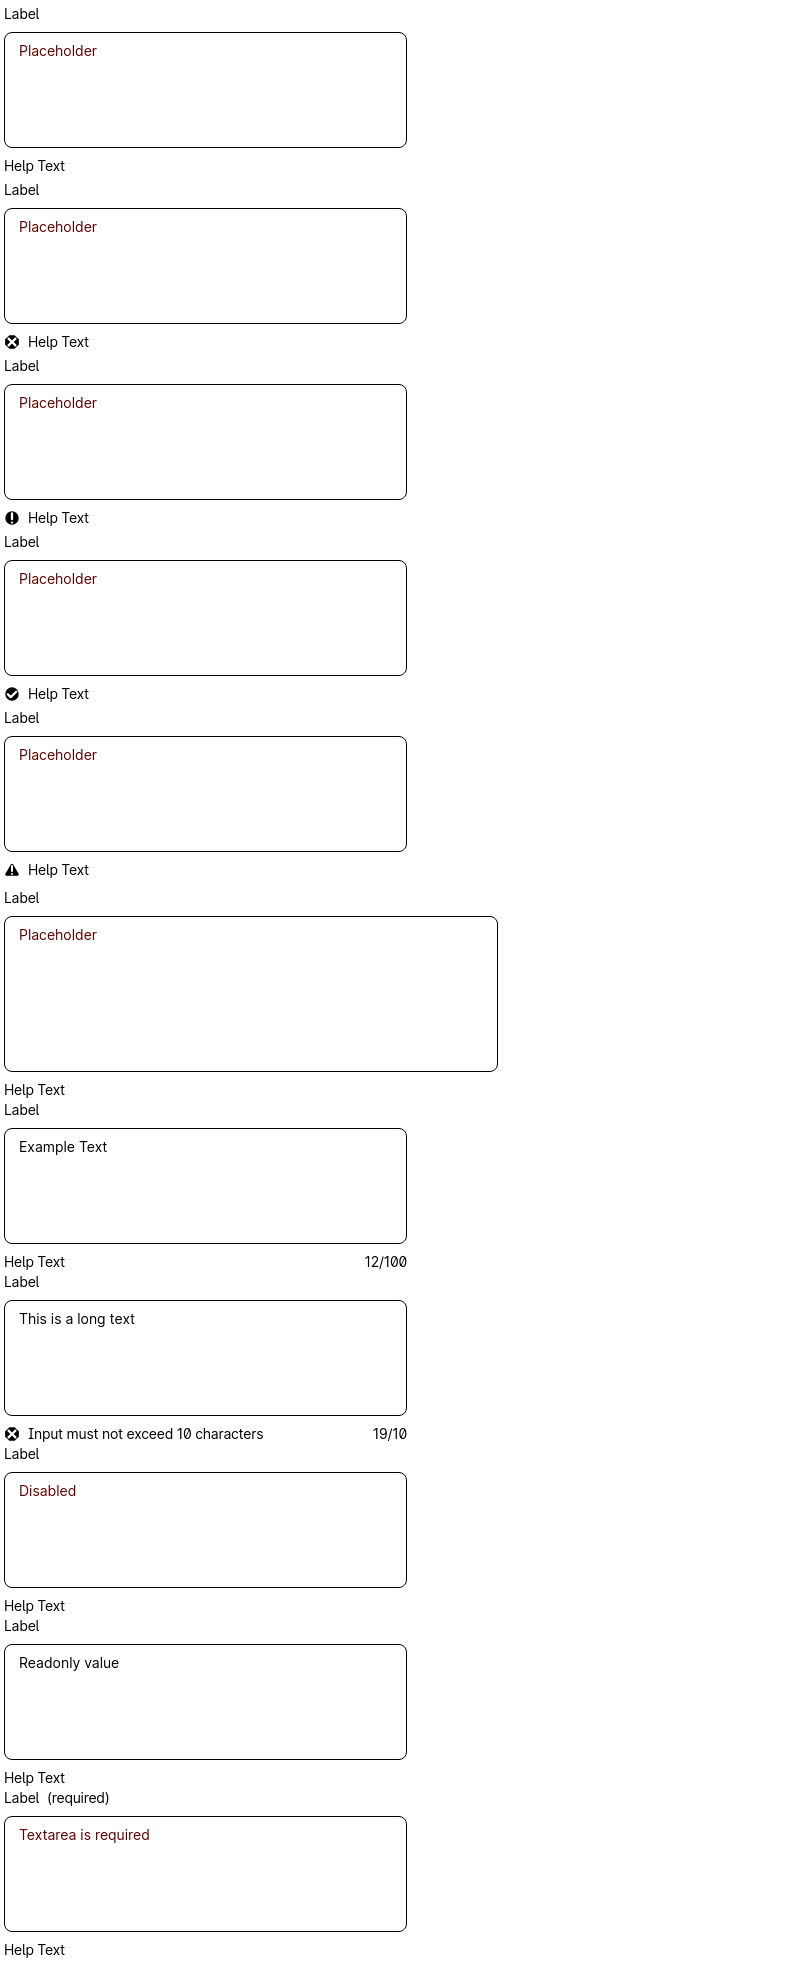 Label
Placeholder
Help Text
Label
Placeholder
Help Text
Label
Placeholder
Help Text
Label
Placeholder
Help Text
Label
Placeholder
Help Text
Label
Placeholder
Help Text
Label
Example Text
Help Text 12/100
Label
This is a long text
Input must not exceed 10 characters 19/10
Label
Disabled
Help Text
Label
Readonly value
Help Text
Label (required)
Textarea is required
Help Text